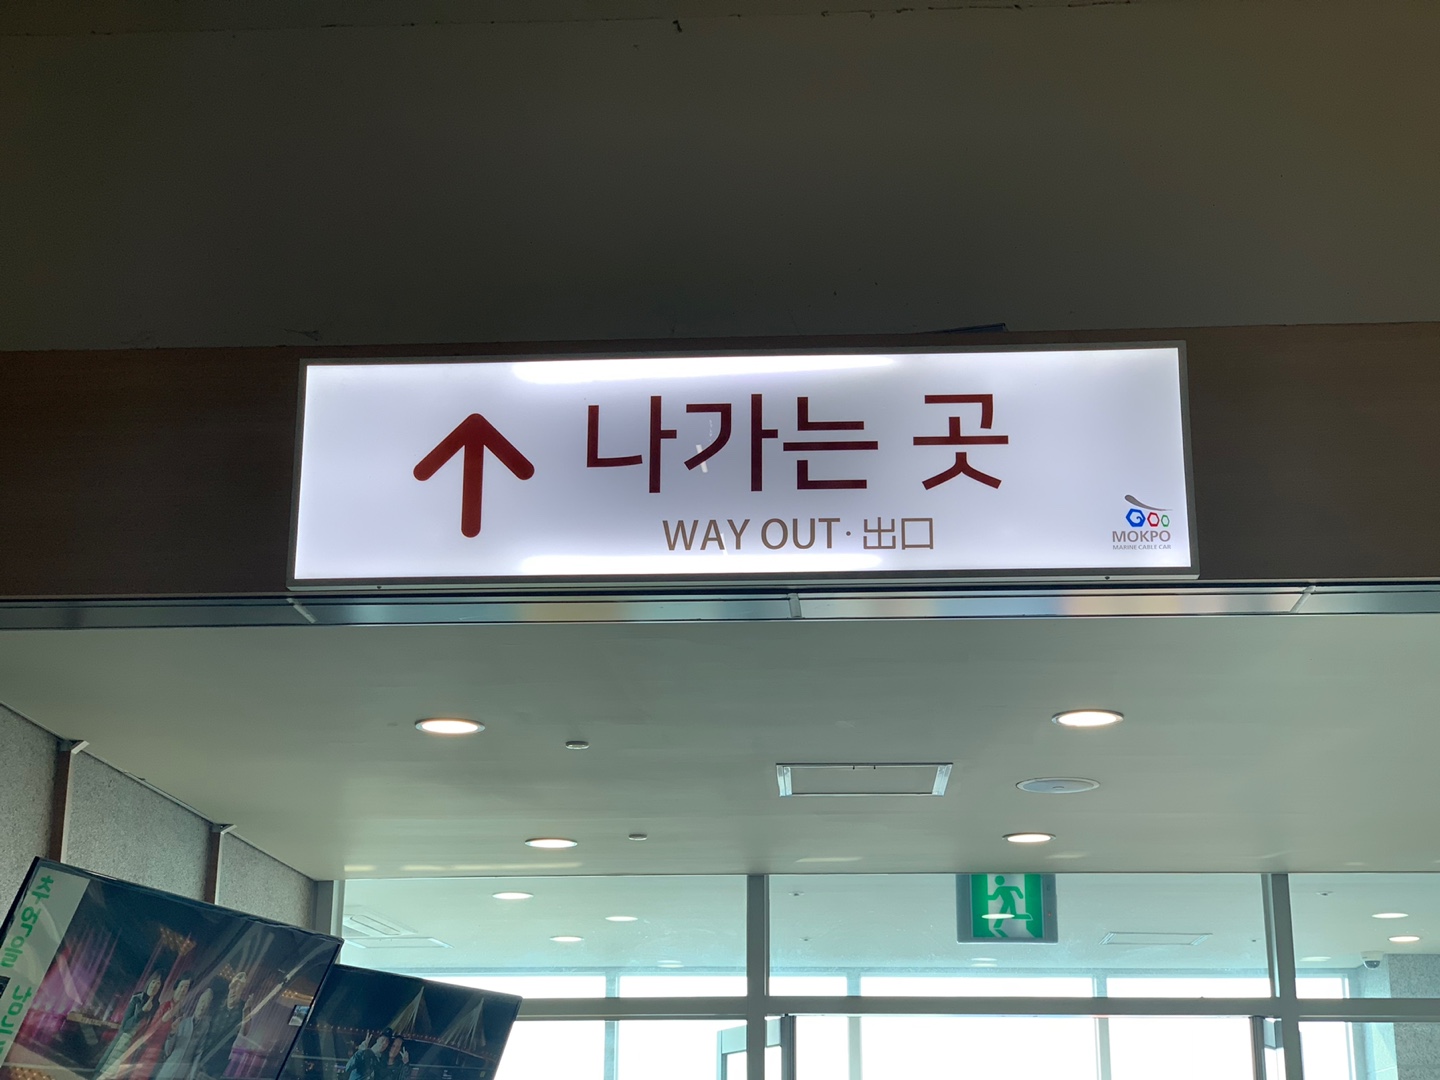 나가는 곳
WAY OUT · 出口
MOKPO
MARINE CABLE CAR